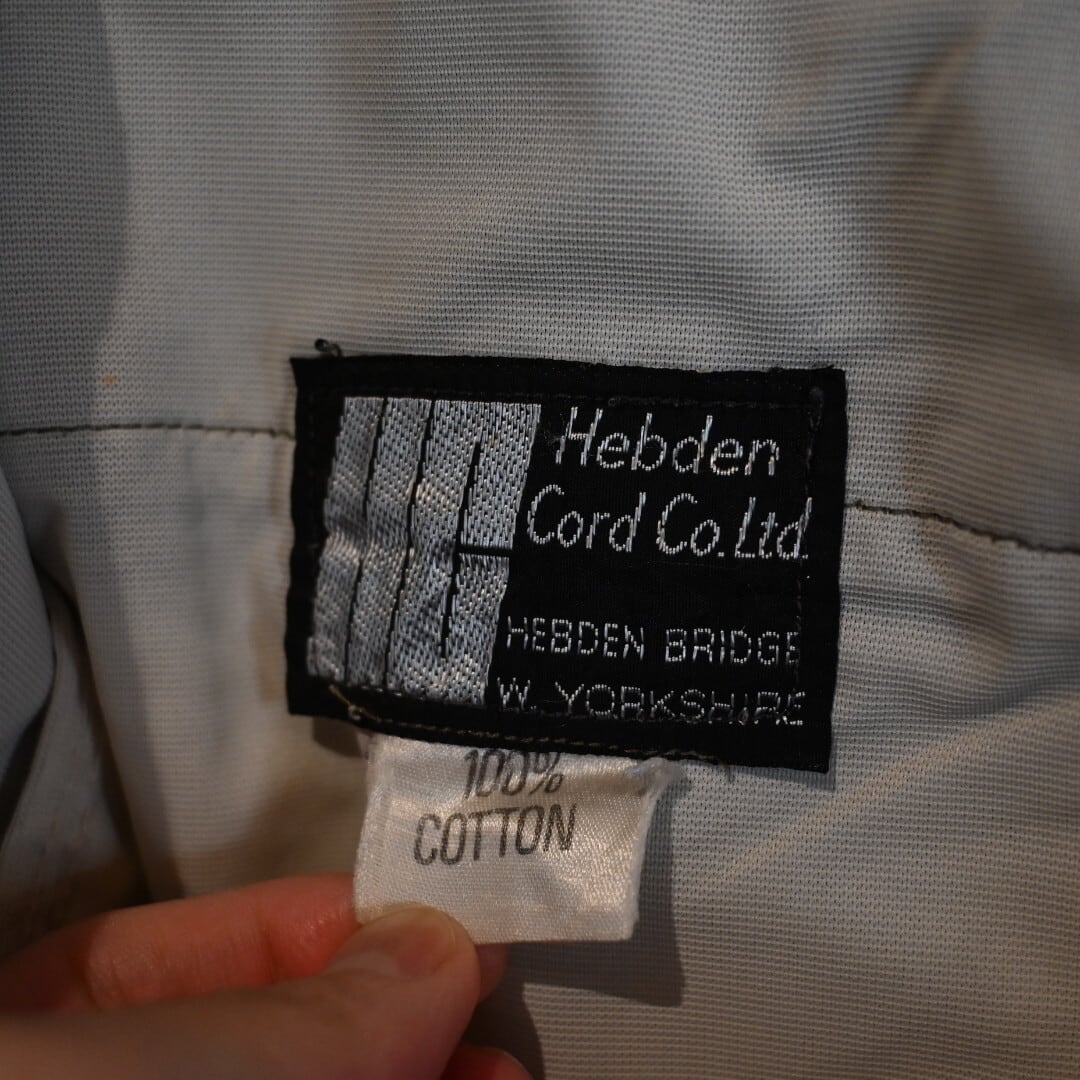 Hebden
Cord Co. Ltd.
HEBDEN BRIDGE
W. YORKSHIRE
100%
COTTON